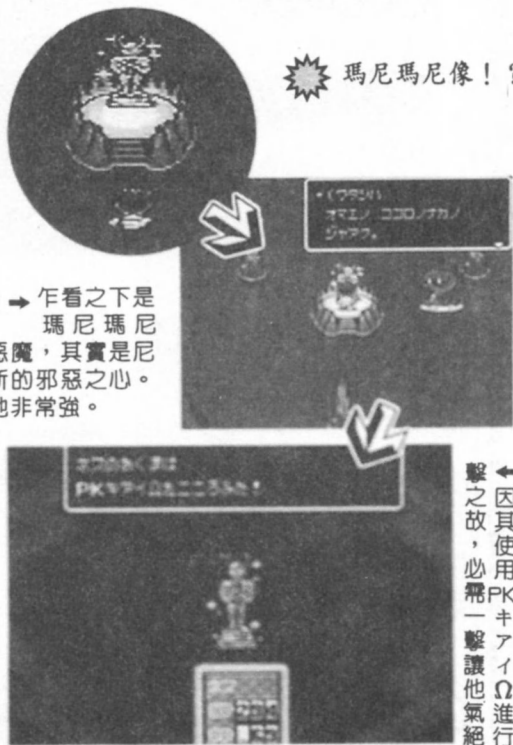 瑪尼瑪尼像！
ワタシハ
オマエノ ココロノナカノ
ジャアク。
→乍看之下是
瑪尼瑪尼
惡魔，其實是尼
斯的邪惡之心。
他非常強。
ネスのあくまは
PKキアイΩをこころみた！
←因其使用PKキアイΩ進行
擊之故，必需一擊讓他氣絕